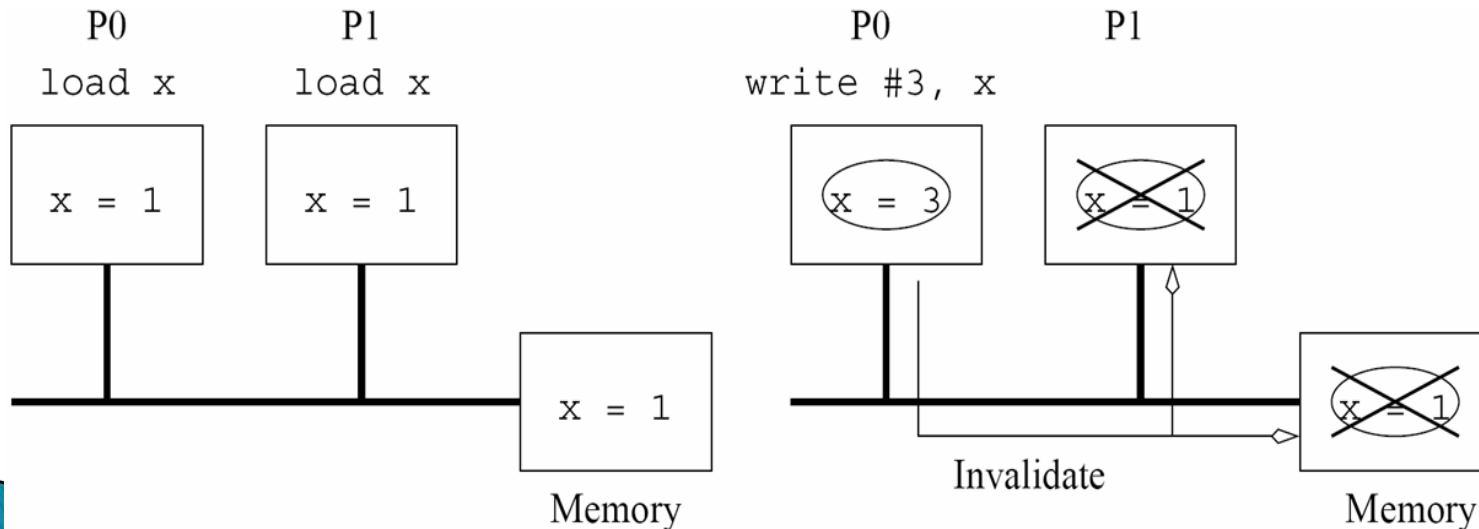 P0 P1
load x load x
x = 1 x = 1
x = 1
Memory
P0 P1
write #3, x
x = 3 x = 1
x = 1
Invalidate
Memory